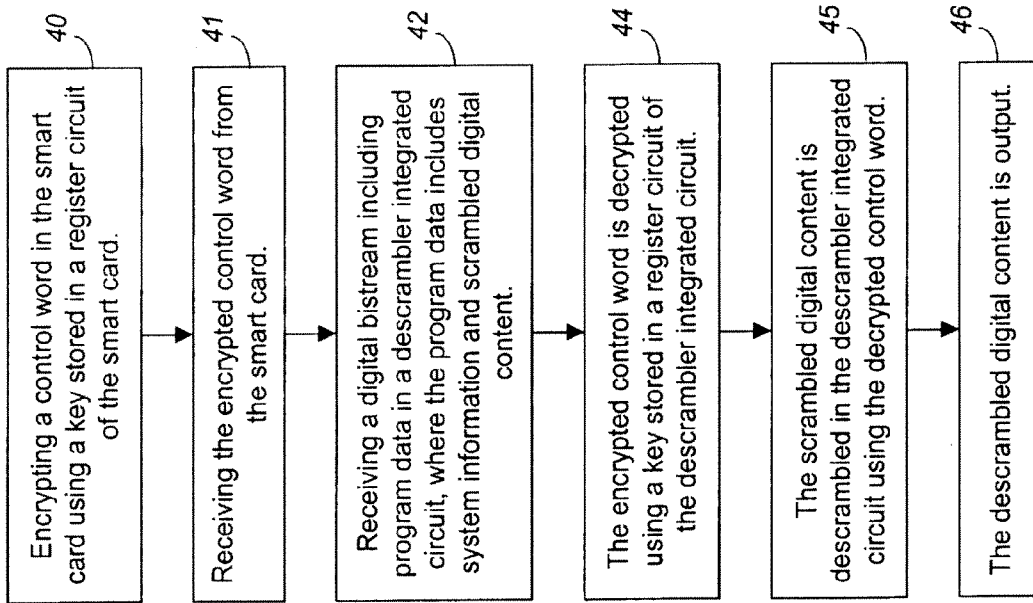 Encrypting a control word in the smart
card using a key stored in a register circuit
of the smart card.
40
Receiving the encrypted control word from
the smart card.
41
Receiving a digital bistream including
program data in a descrambler integrated
circuit, where the program data includes
system information and scrambled digital
content.
42
The encrypted control word is decrypted
using a key stored in a register circuit of
the descrambler integrated circuit.
44
The scrambled digital content is
descrambled in the descrambler integrated
circuit using the decrypted control word.
45
The descrambled digital content is output.
46